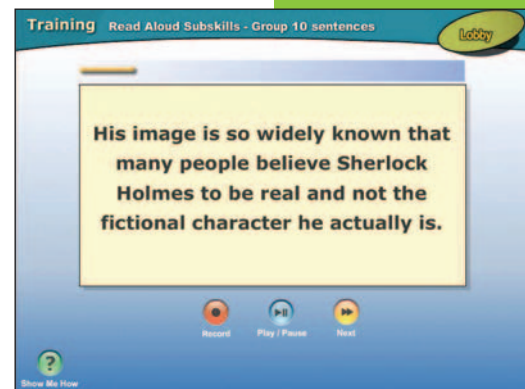 Training Read Aloud Subskills - Group 10 sentences
Lobby
His image is so widely known that
many people believe Sherlock
Holmes to be real and not the
fictional character he actually is.
Record Play / Pause Next
?
Show Me How